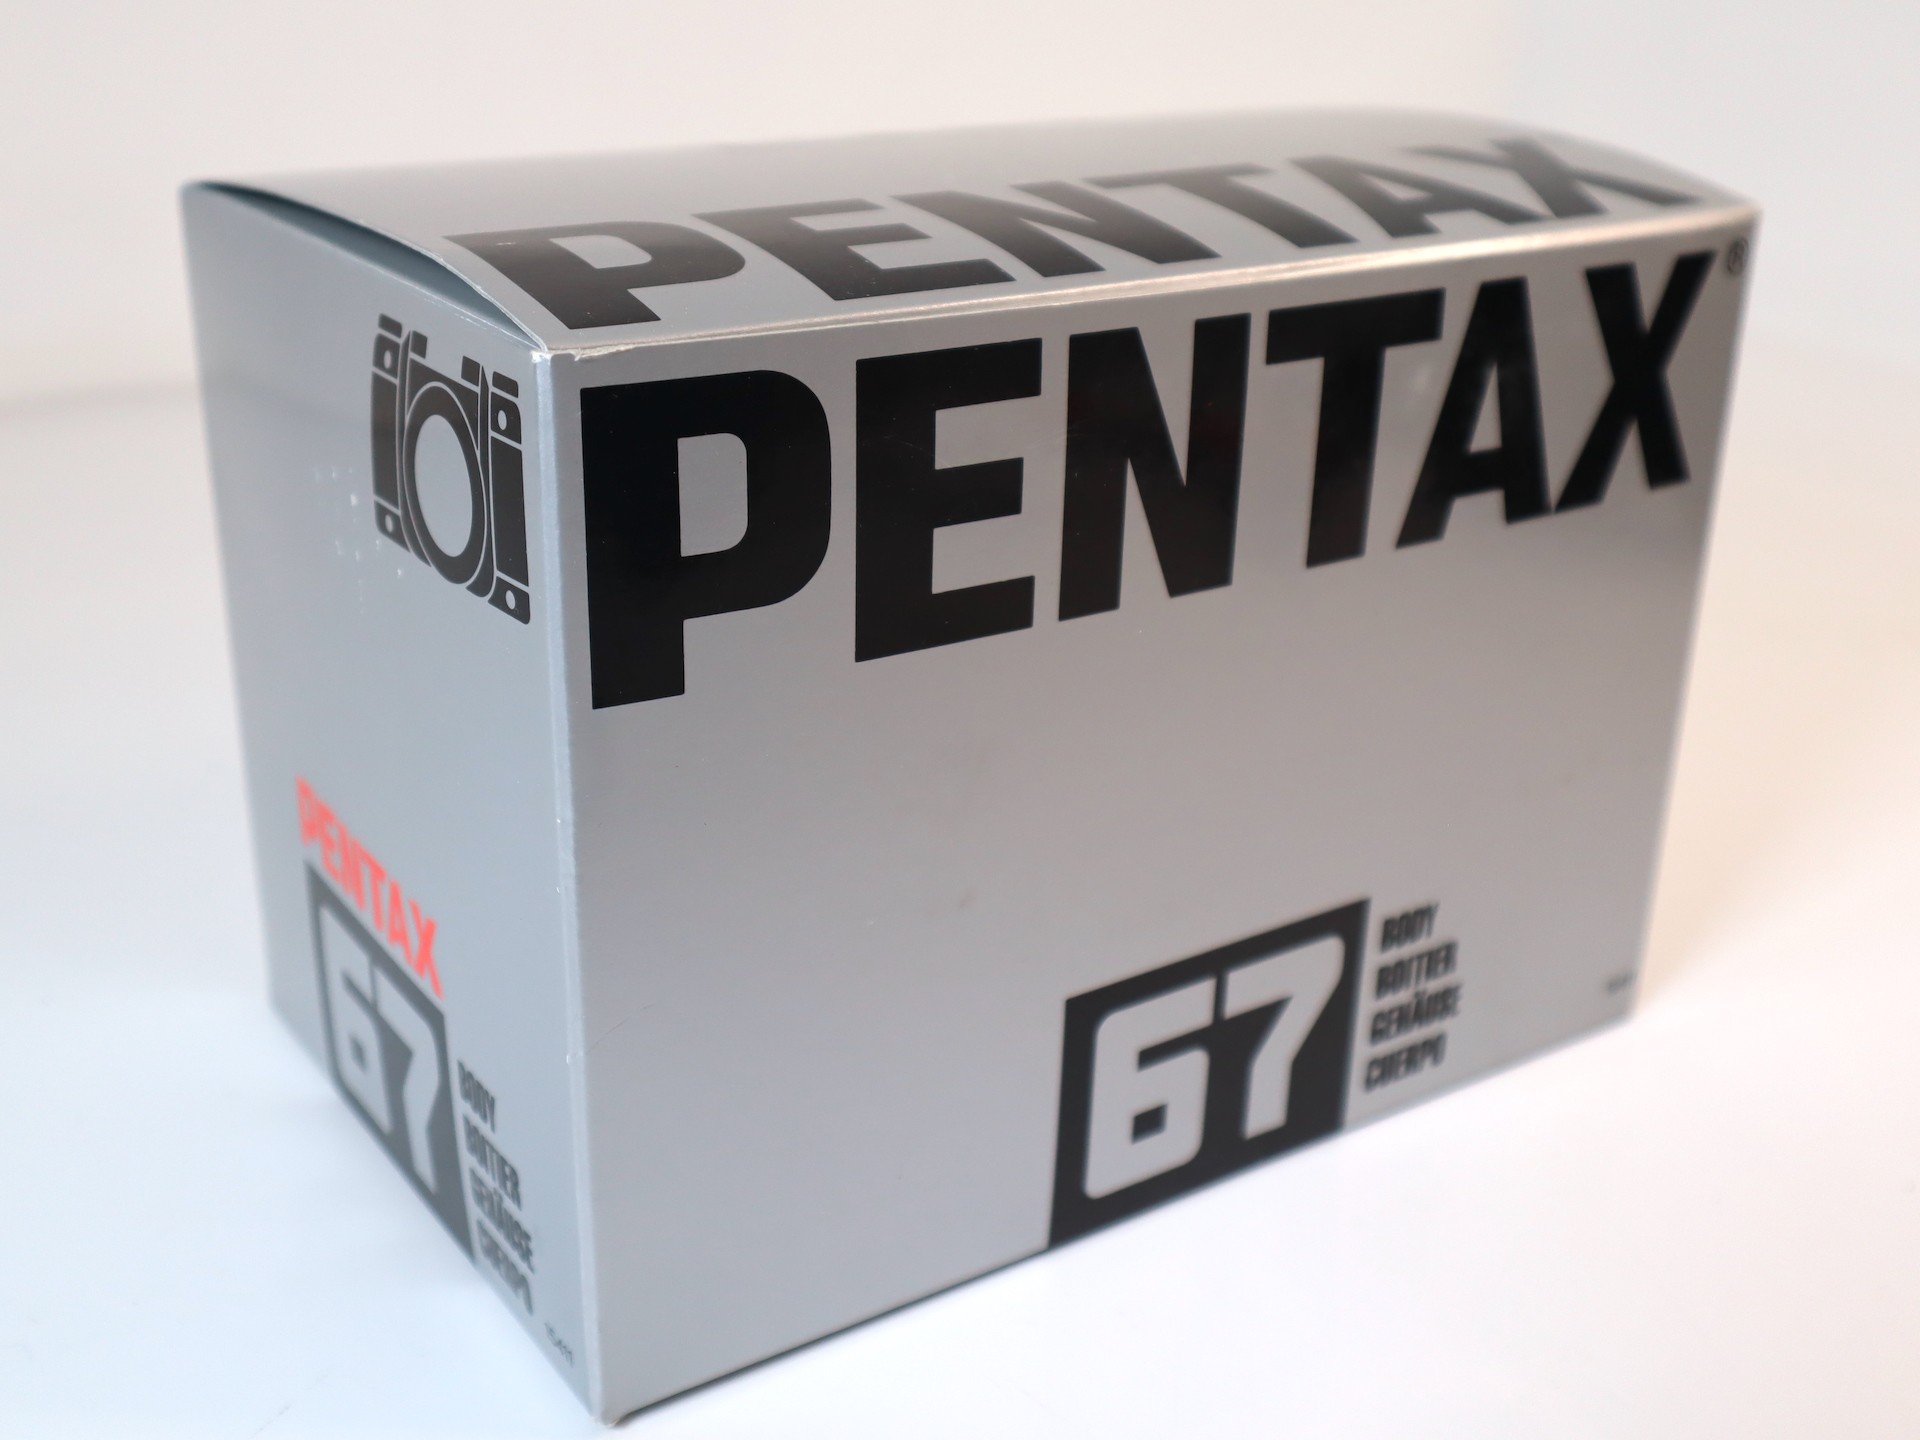 PENTAX
PENTAX®
67
BODY
BOITIER
GEHÄUSE
CUERPO
PENTAX
67
BODY
BOITIER
GEHÄUSE
CUERPO